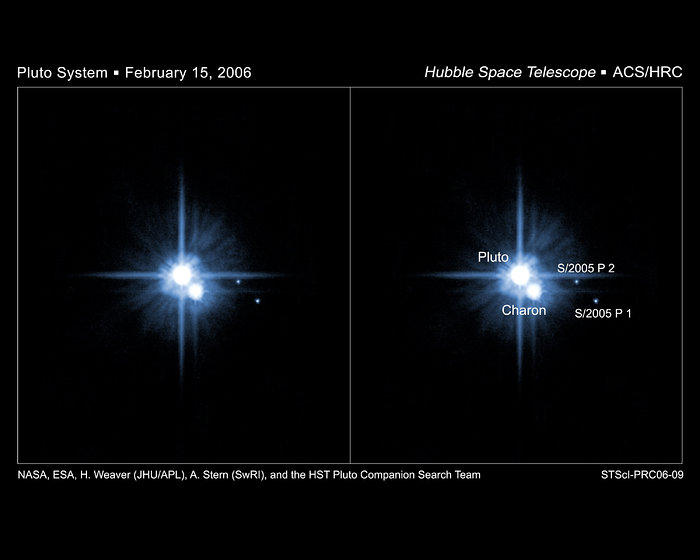 Pluto System ▪ February 15, 2006
Hubble Space Telescope ▪ ACS/HRC
Pluto
S/2005 P 2
Charon
S/2005 P 1
NASA, ESA, H. Weaver (JHU/APL), A. Stern (SwRI), and the HST Pluto Companion Search Team
STScI-PRC06-09